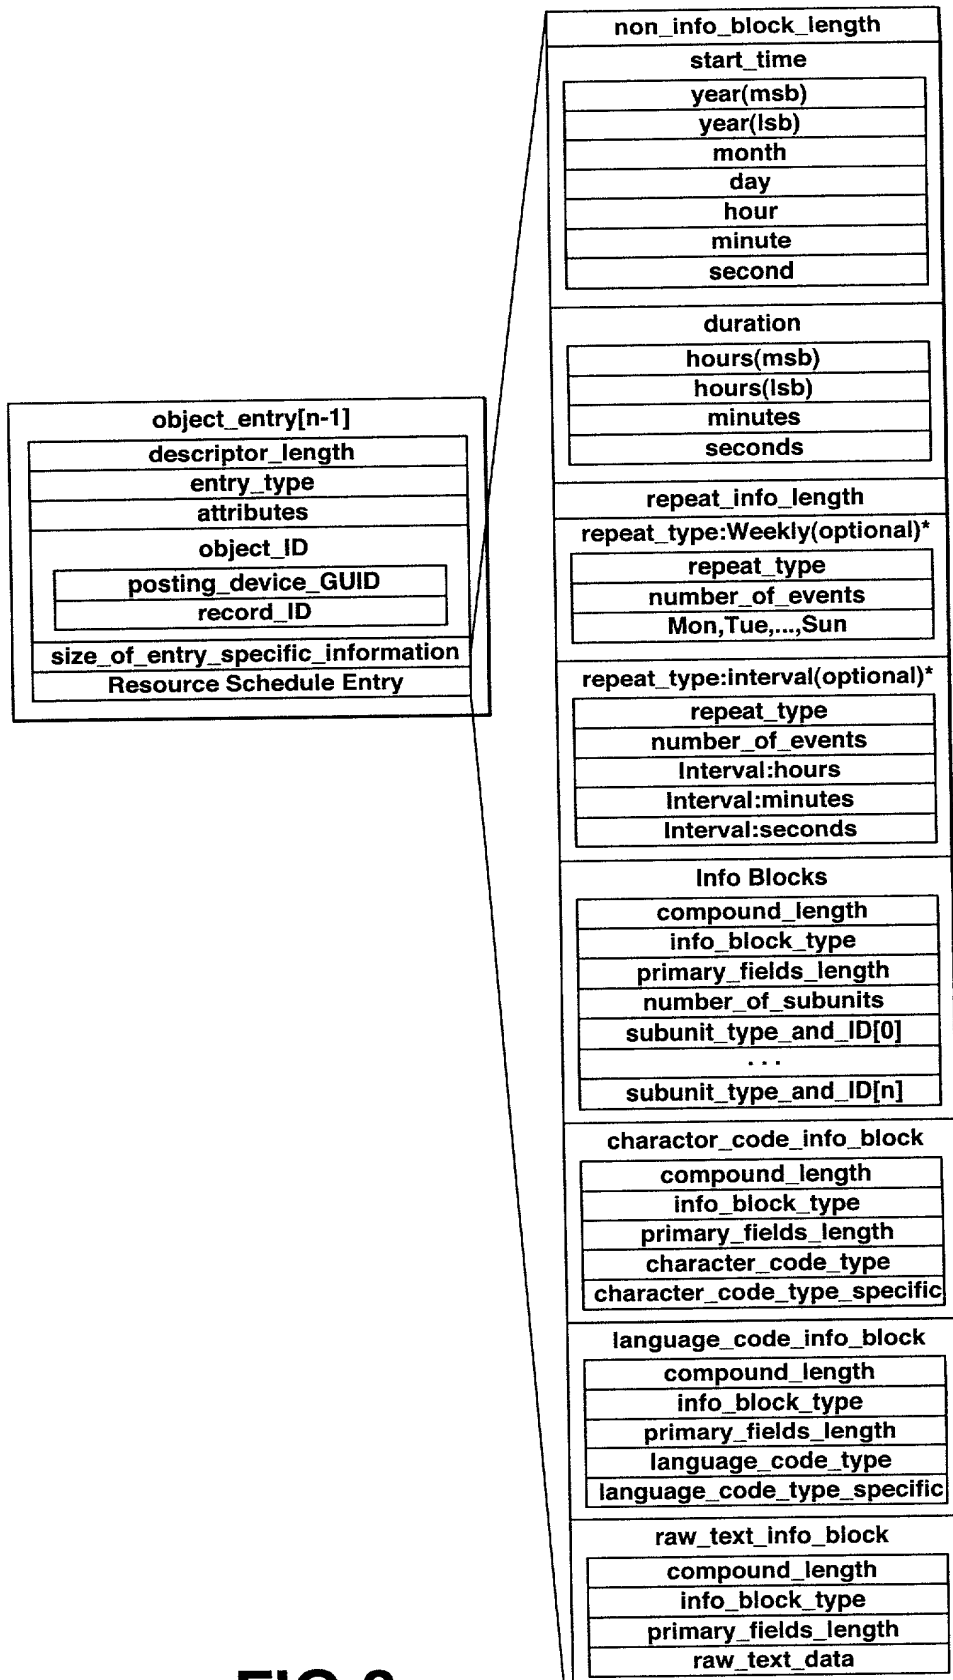 object_entry[n-1]
descriptor_length
entry_type
attributes
object_ID
posting_device_GUID
record_ID
size_of_entry_specific_information
Resource Schedule Entry
non_info_block_length
start_time
year(msb)
year(lsb)
month
day
hour
minute
second
duration
hours(msb)
hours(lsb)
minutes
seconds
repeat_info_length
repeat_type:Weekly(optional)*
repeat_type
number_of_events
Mon,Tue,...,Sun
repeat_type:interval(optional)*
repeat_type
number_of_events
Interval:hours
Interval:minutes
Interval:seconds
Info Blocks
compound_length
info_block_type
primary_fields_length
number_of_subunits
subunit_type_and_ID[0]
...
subunit_type_and_ID[n]
charactor_code_info_block
compound_length
info_block_type
primary_fields_length
character_code_type
character_code_type_specific
language_code_info_block
compound_length
info_block_type
primary_fields_length
language_code_type
language_code_type_specific
raw_text_info_block
compound_length
info_block_type
primary_fields_length
raw_text_data